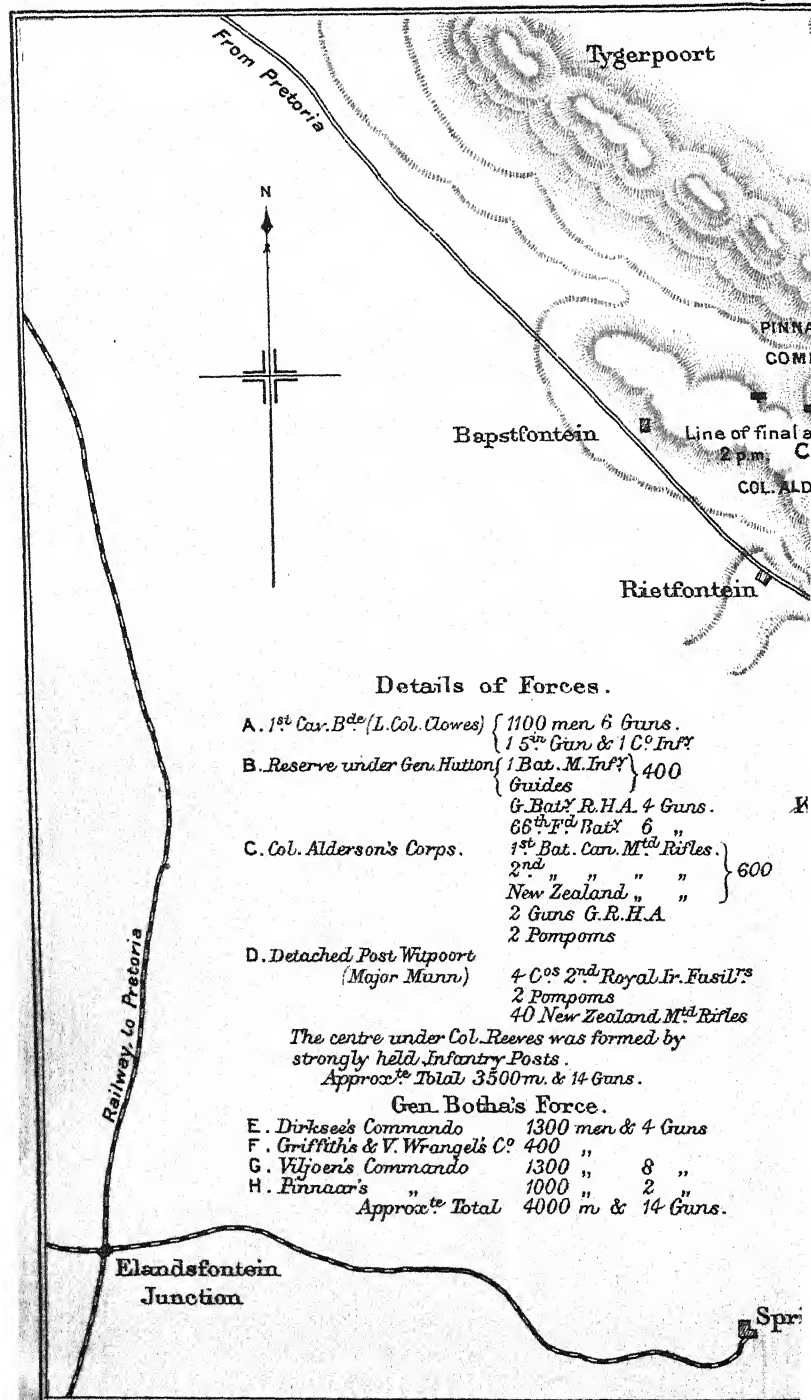 Tygerpoort
From Pretoria
N
PINNA
COM
Bapstfontein
Line of final a
2 p.m. C
COL. ALD
Rietfontein
Details of Forces.
A. 1st Cav. Bde (L. Col. Clowes) { 1100 men 6 Guns.
1 5in Gun & 1 Co Infy
B. Reserve under Gen. Hutton { 1 Bat. M. Infy } 400
Guides
G. Baty R.H.A. 4 Guns.
66th Fd Baty 6 „
C. Col. Alderson's Corps. 1st Bat. Can. Mtd Rifles.
2nd „ „ „ „ } 600
New Zealand „ „
2 Guns G.R.H.A
2 Pompoms
D. Detached Post Witpoort
(Major Munn) 4 Cos 2nd Royal Ir. Fusilrs
2 Pompoms
40 New Zealand Mtd Rifles
The centre under Col. Reeves was formed by
strongly held Infantry Posts.
Approxte Total 3500 m. & 14 Guns.
Gen. Botha's Force.
E. Dirksee's Commando 1300 men & 4 Guns
F. Griffith's & V. Wrangel's Co 400 „
G. Viljoen's Commando 1300 „ 8 „
H. Pinnaar's „ 1000 „ 2 „
Approxte Total 4000 m & 14 Guns.
Railway to Pretoria
Elandsfontein
Junction
Spri